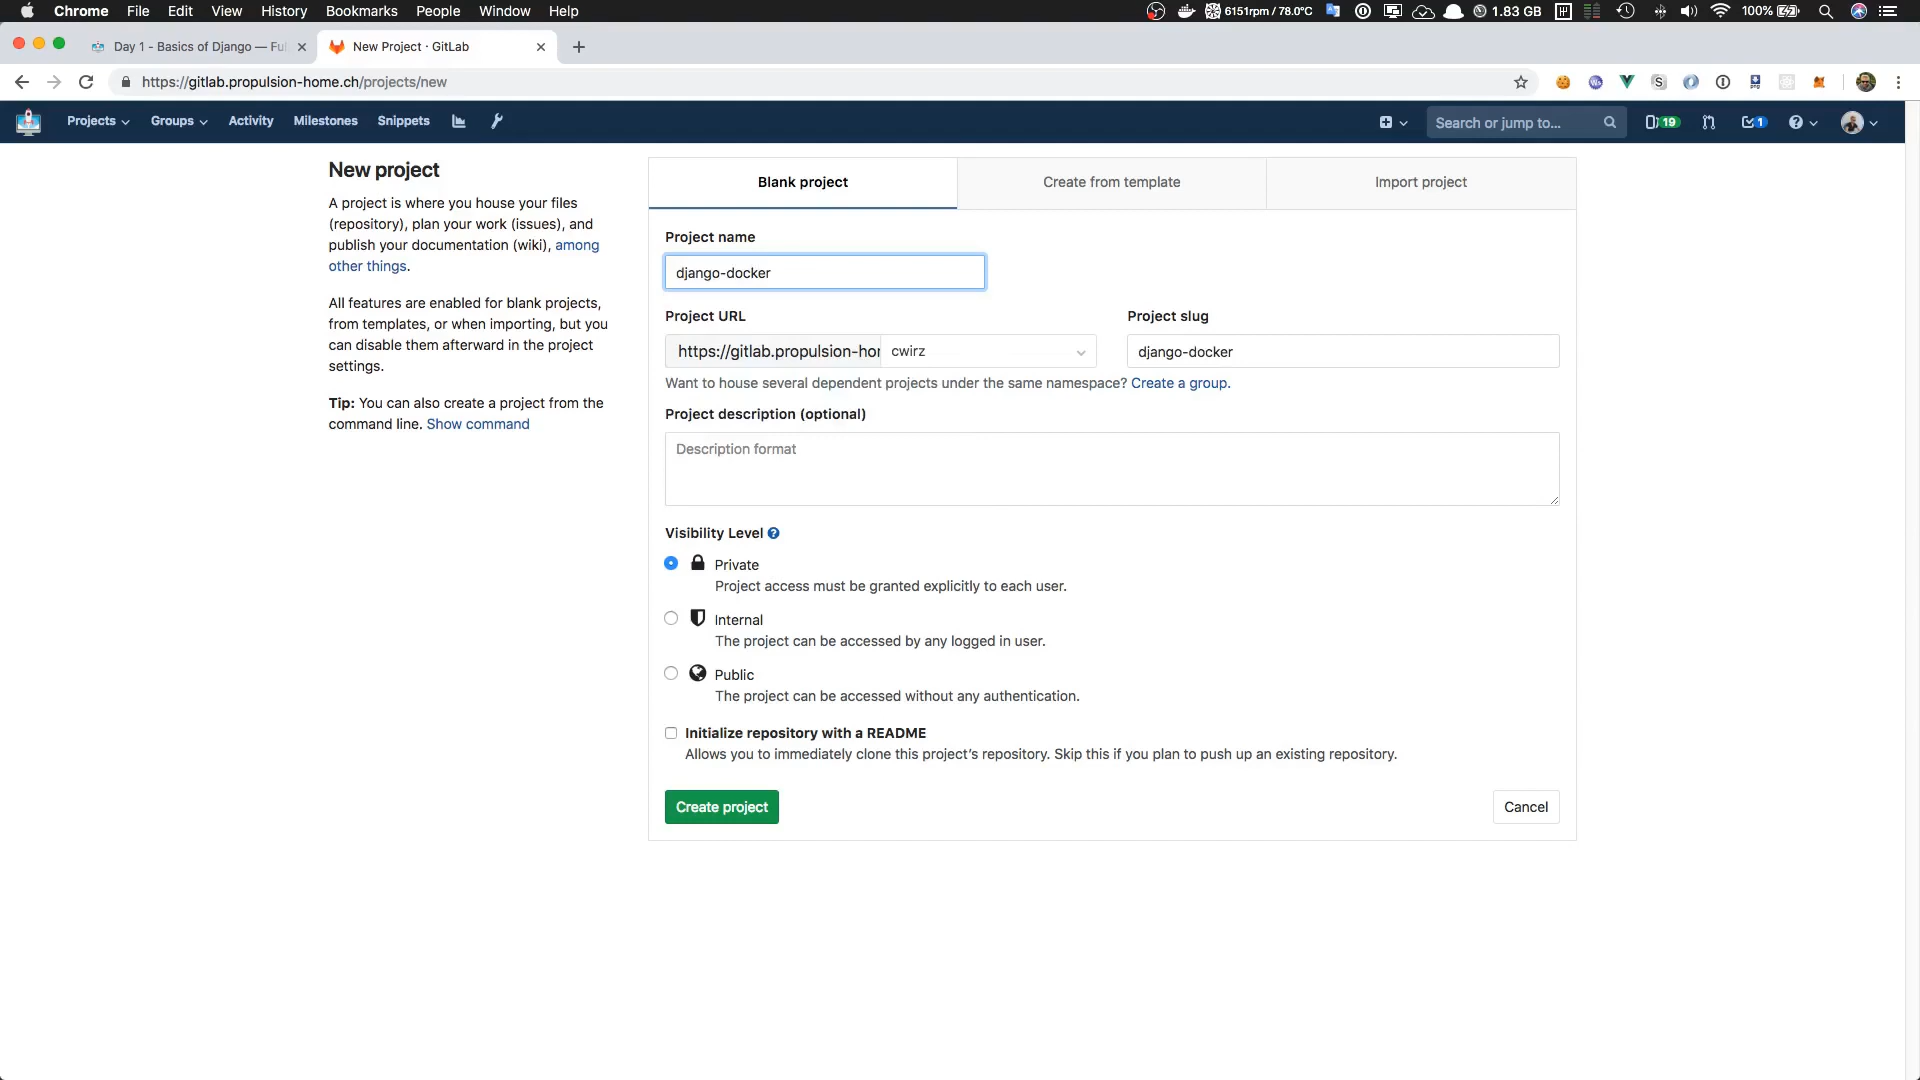 Chrome File Edit View History Bookmarks People Window Help 6151rpm / 78.0°C 1.83 GB 100%
Day 1 - Basics of Django — Ful
New Project · GitLab
https://gitlab.propulsion-home.ch/projects/new
Projects Groups Activity Milestones Snippets Search or jump to... 19 1
New project
A project is where you house your files
(repository), plan your work (issues), and
publish your documentation (wiki), among
other things.
All features are enabled for blank projects,
from templates, or when importing, but you
can disable them afterward in the project
settings.
Tip: You can also create a project from the
command line. Show command
Blank project Create from template Import project
Project name
django-docker
Project URL Project slug
https://gitlab.propulsion-hor cwirz django-docker
Want to house several dependent projects under the same namespace? Create a group.
Project description (optional)
Description format
Visibility Level ?
Private
Project access must be granted explicitly to each user.
Internal
The project can be accessed by any logged in user.
Public
The project can be accessed without any authentication.
Initialize repository with a README
Allows you to immediately clone this project's repository. Skip this if you plan to push up an existing repository.
Create project Cancel